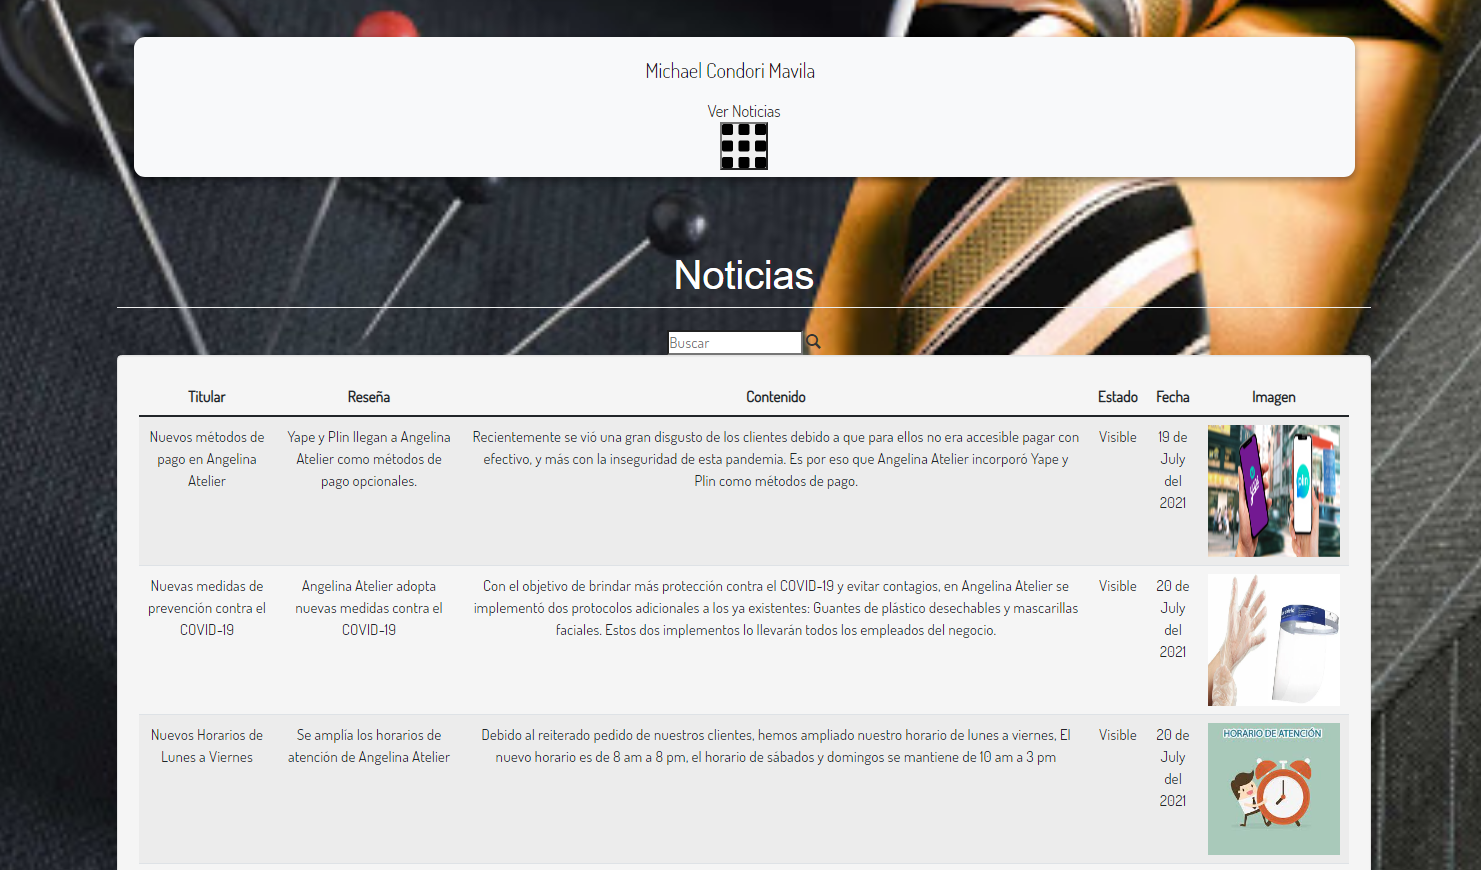 Michael Condori Mavila
Ver Noticias
Noticias
Buscar
Titular Reseña Contenido Estado Fecha Imagen
Nuevos métodos de
pago en Angelina
Atelier
Yape y Plin llegan a Angelina
Atelier como métodos de
pago opcionales.
Recientemente se vió una gran disgusto de los clientes debido a que para ellos no era accesible pagar con
efectivo, y más con la inseguridad de esta pandemia. Es por eso que Angelina Atelier incorporó Yape y
Plin como métodos de pago.
Visible
19 de
July
del
2021
plin
Nuevas medidas de
prevención contra el
COVID-19
Angelina Atelier adopta
nuevas medidas contra el
COVID-19
Con el objetivo de brindar más protección contra el COVID-19 y evitar contagios, en Angelina Atelier se
implementó dos protocolos adicionales a los ya existentes: Guantes de plástico desechables y mascarillas
faciales. Estos dos implementos lo llevarán todos los empleados del negocio.
Visible
20 de
July
del
2021
Nuevos Horarios de
Lunes a Viernes
Se amplía los horarios de
atención de Angelina Atelier
Debido al reiterado pedido de nuestros clientes, hemos ampliado nuestro horario de lunes a viernes, El
nuevo horario es de 8 am a 8 pm, el horario de sábados y domingos se mantiene de 10 am a 3 pm
Visible
20 de
July
del
2021
HORARIO DE ATENCIÓN